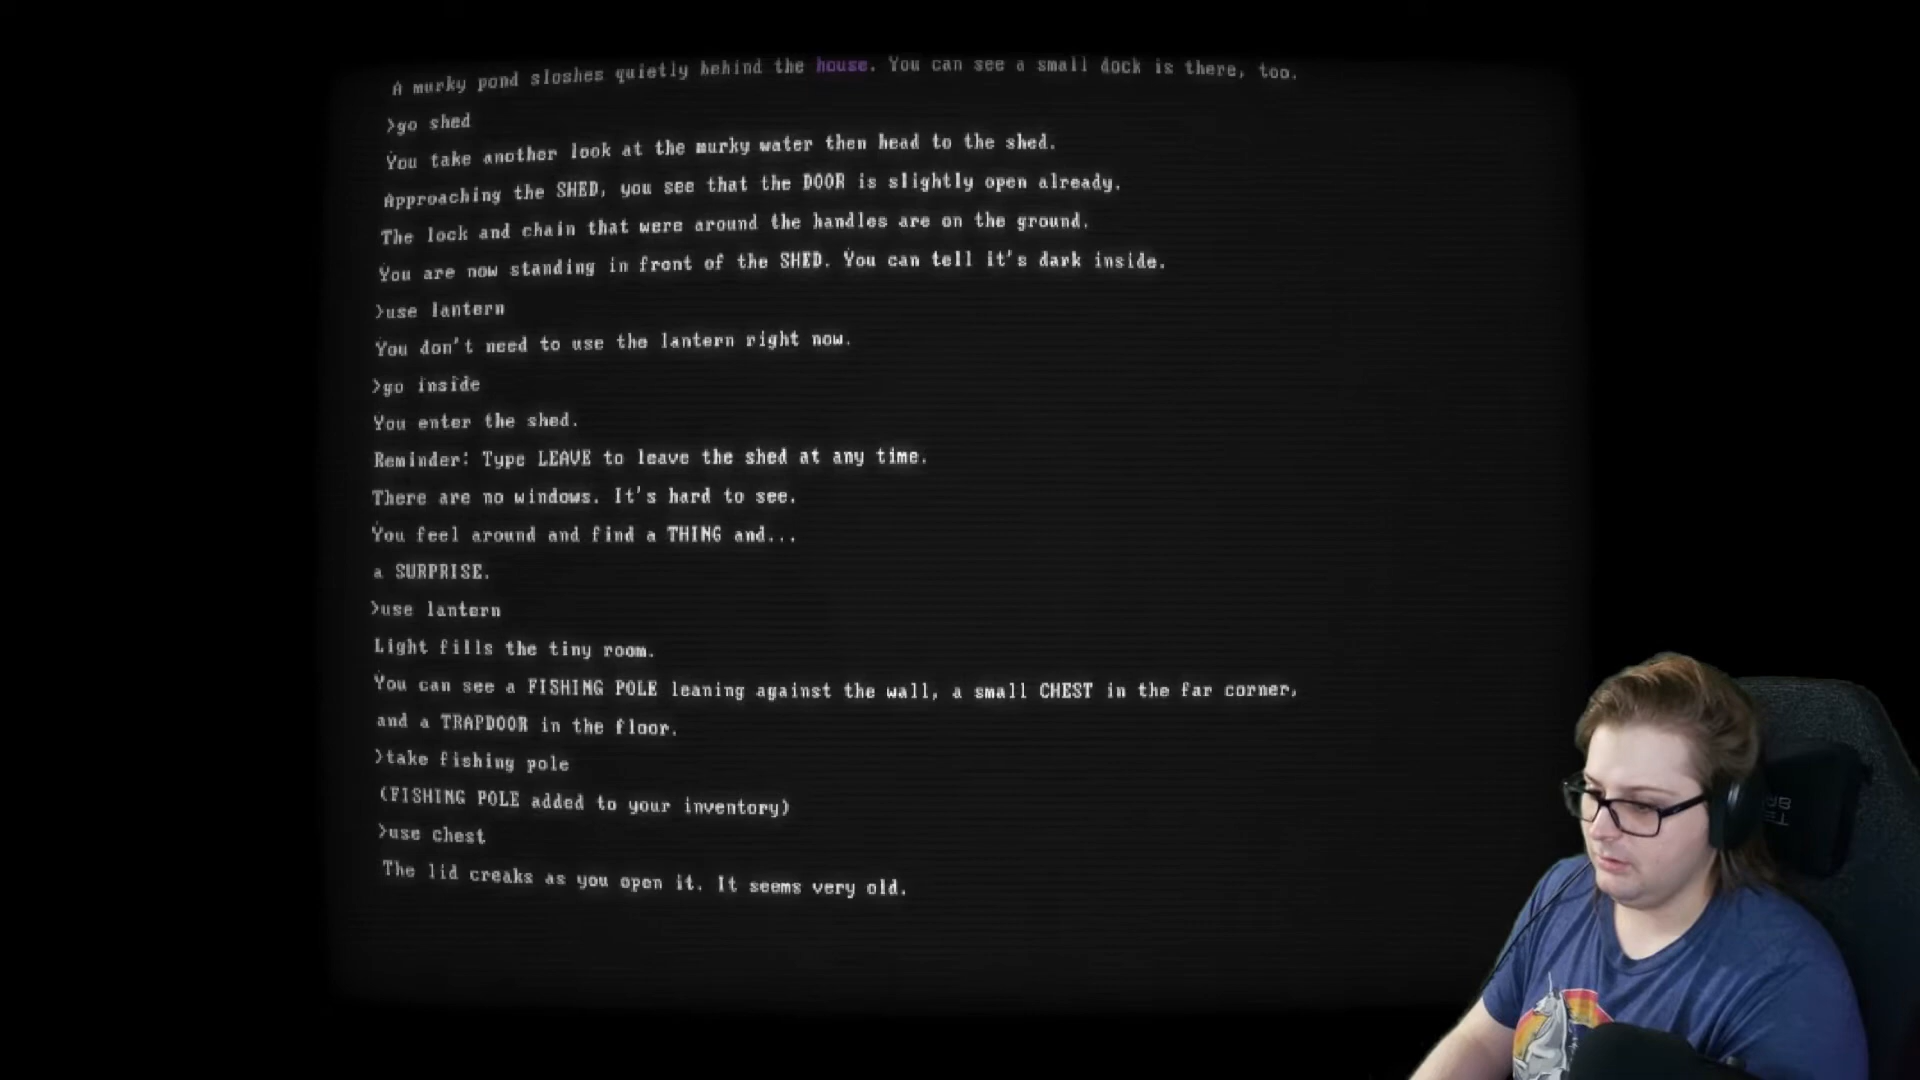 A murky pond sloshes quietly behind the house. You can see a small dock is there, too.
>go shed
You take another look at the murky water then head to the shed.
Approaching the SHED, you see that the DOOR is slightly open already.
The lock and chain that were around the handles are on the ground.
You are now standing in front of the SHED. You can tell it's dark inside.
>use lantern
You don't need to use the lantern right now.
>go inside
You enter the shed.
Reminder: Type LEAVE to leave the shed at any time.
There are no windows. It's hard to see.
You feel around and find a THING and...
a SURPRISE.
>use lantern
Light fills the tiny room.
You can see a FISHING POLE leaning against the wall, a small CHEST in the far corner,
and a TRAPDOOR in the floor.
>take fishing pole
(FISHING POLE added to your inventory)
>use chest
The lid creaks as you open it. It seems very old.